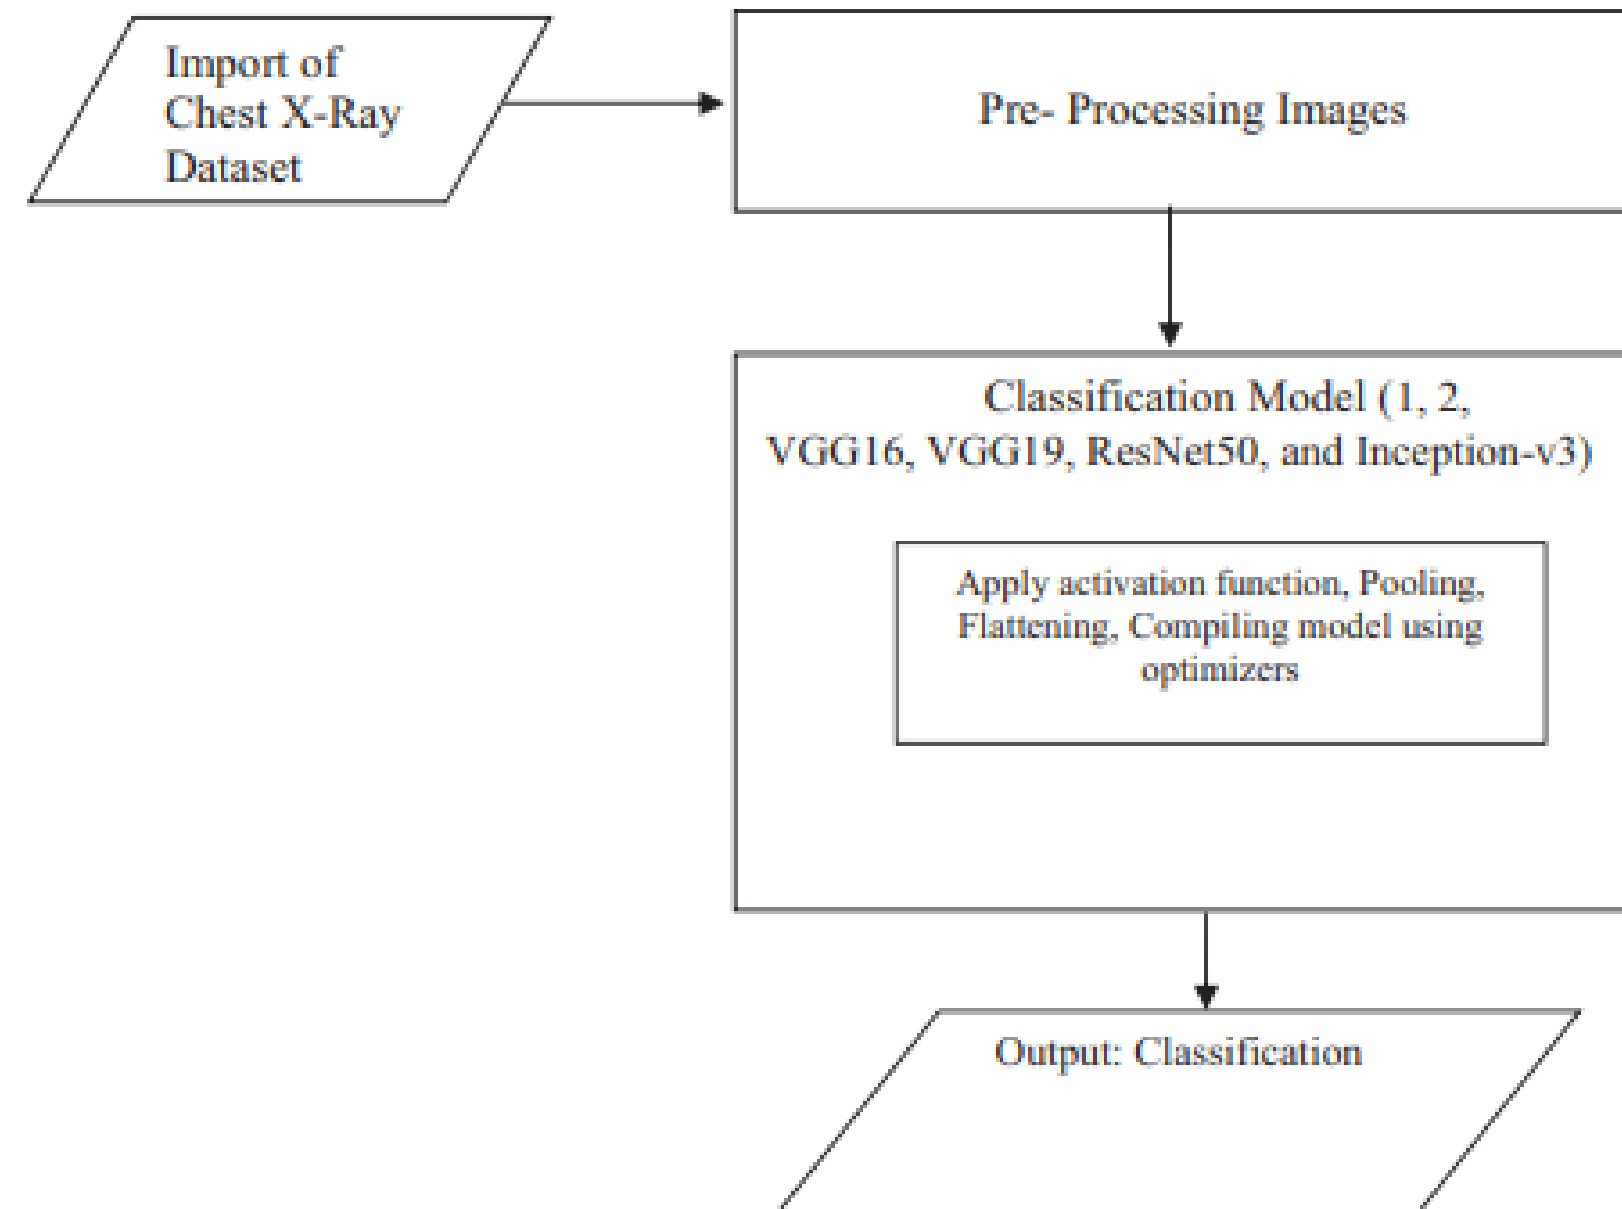 Import of
Chest X-Ray
Dataset
Pre- Processing Images
Classification Model (1, 2,
VGG16, VGG19, ResNet50, and Inception-v3)
Apply activation function, Pooling,
Flattening, Compiling model using
optimizers
Output: Classification